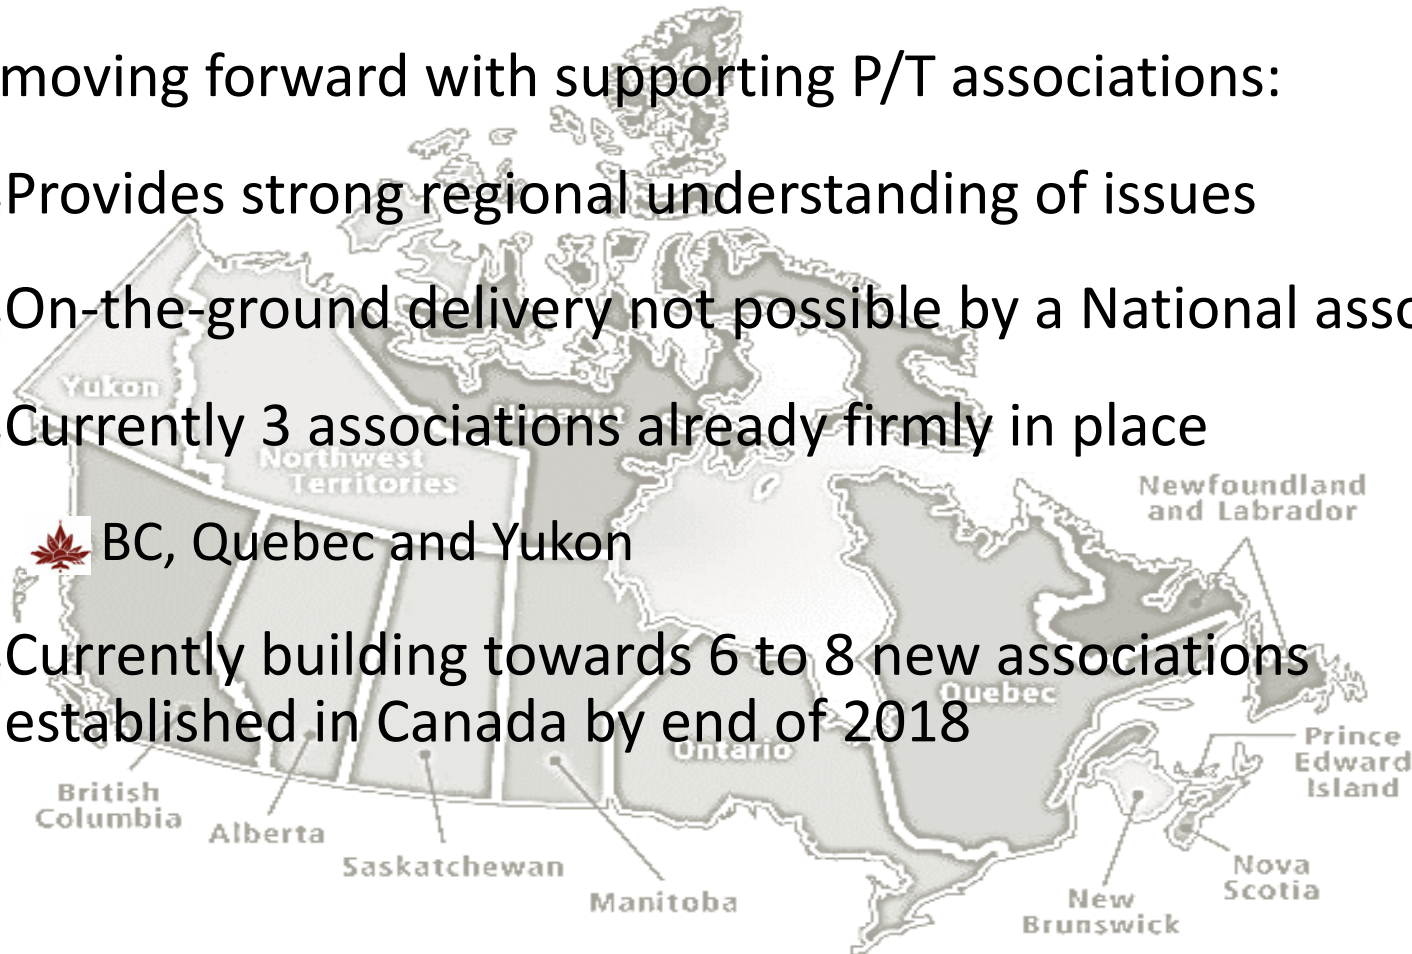 moving forward with supporting P/T associations:
Provides strong regional understanding of issues
On-the-ground delivery not possible by a National
Yukon
Currently 3 associations already firmly in place
Nunavut
Northwest
Territories
Newfoundland
and Labrador
BC, Quebec and Yukon
Currently building towards 6 to 8 new associations
Quebec
established in Canada by end of 2018
Ontario
Prince
Edward
Island
British
Columbia
Alberta
Saskatchewan
Manitoba
Nova
Scotia
New
Brunswick